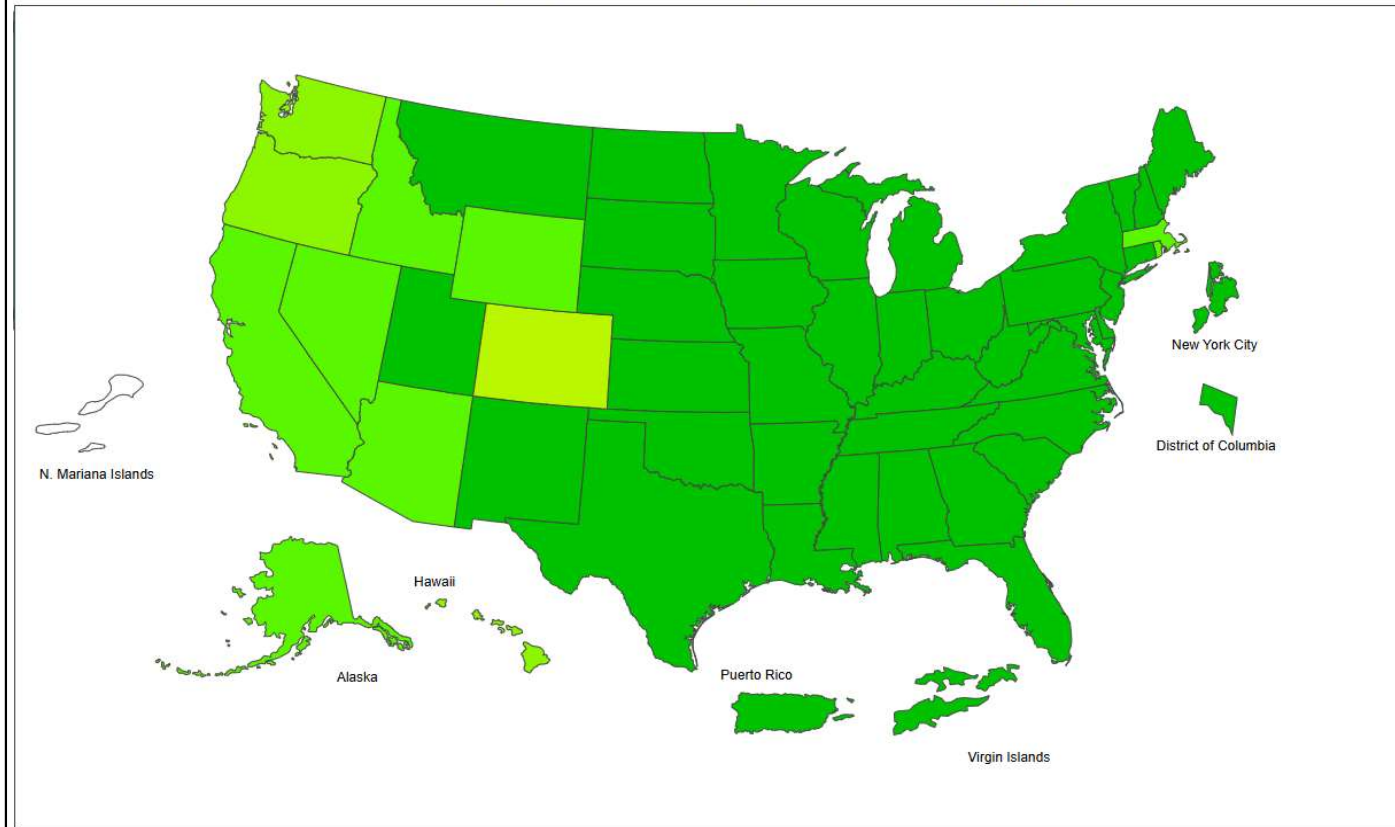 New York City
District of Columbia
N. Mariana Islands
Hawaii
Alaska
Puerto Rico
Virgin Islands